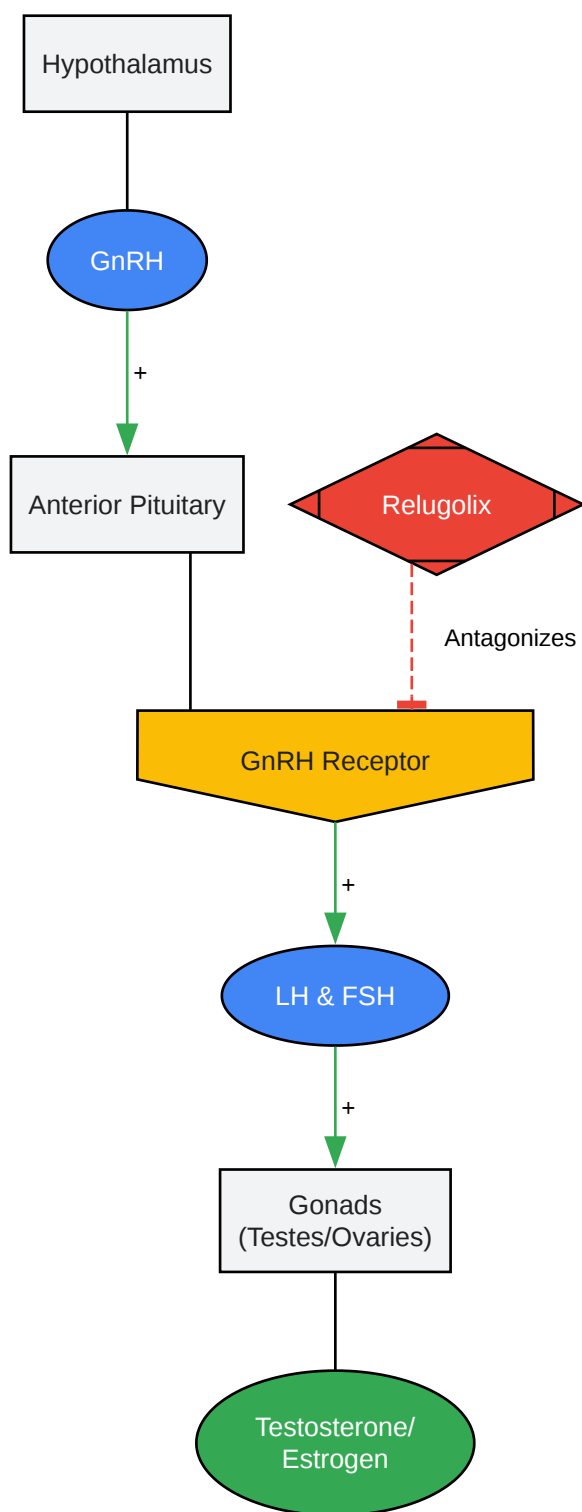 Hypothalamus
GnRH
+
Anterior Pituitary
Relugolix
Antagonizes
GnRH Receptor
+
LH & FSH
+
Gonads
(Testes/Ovaries)
Testosterone/
Estrogen